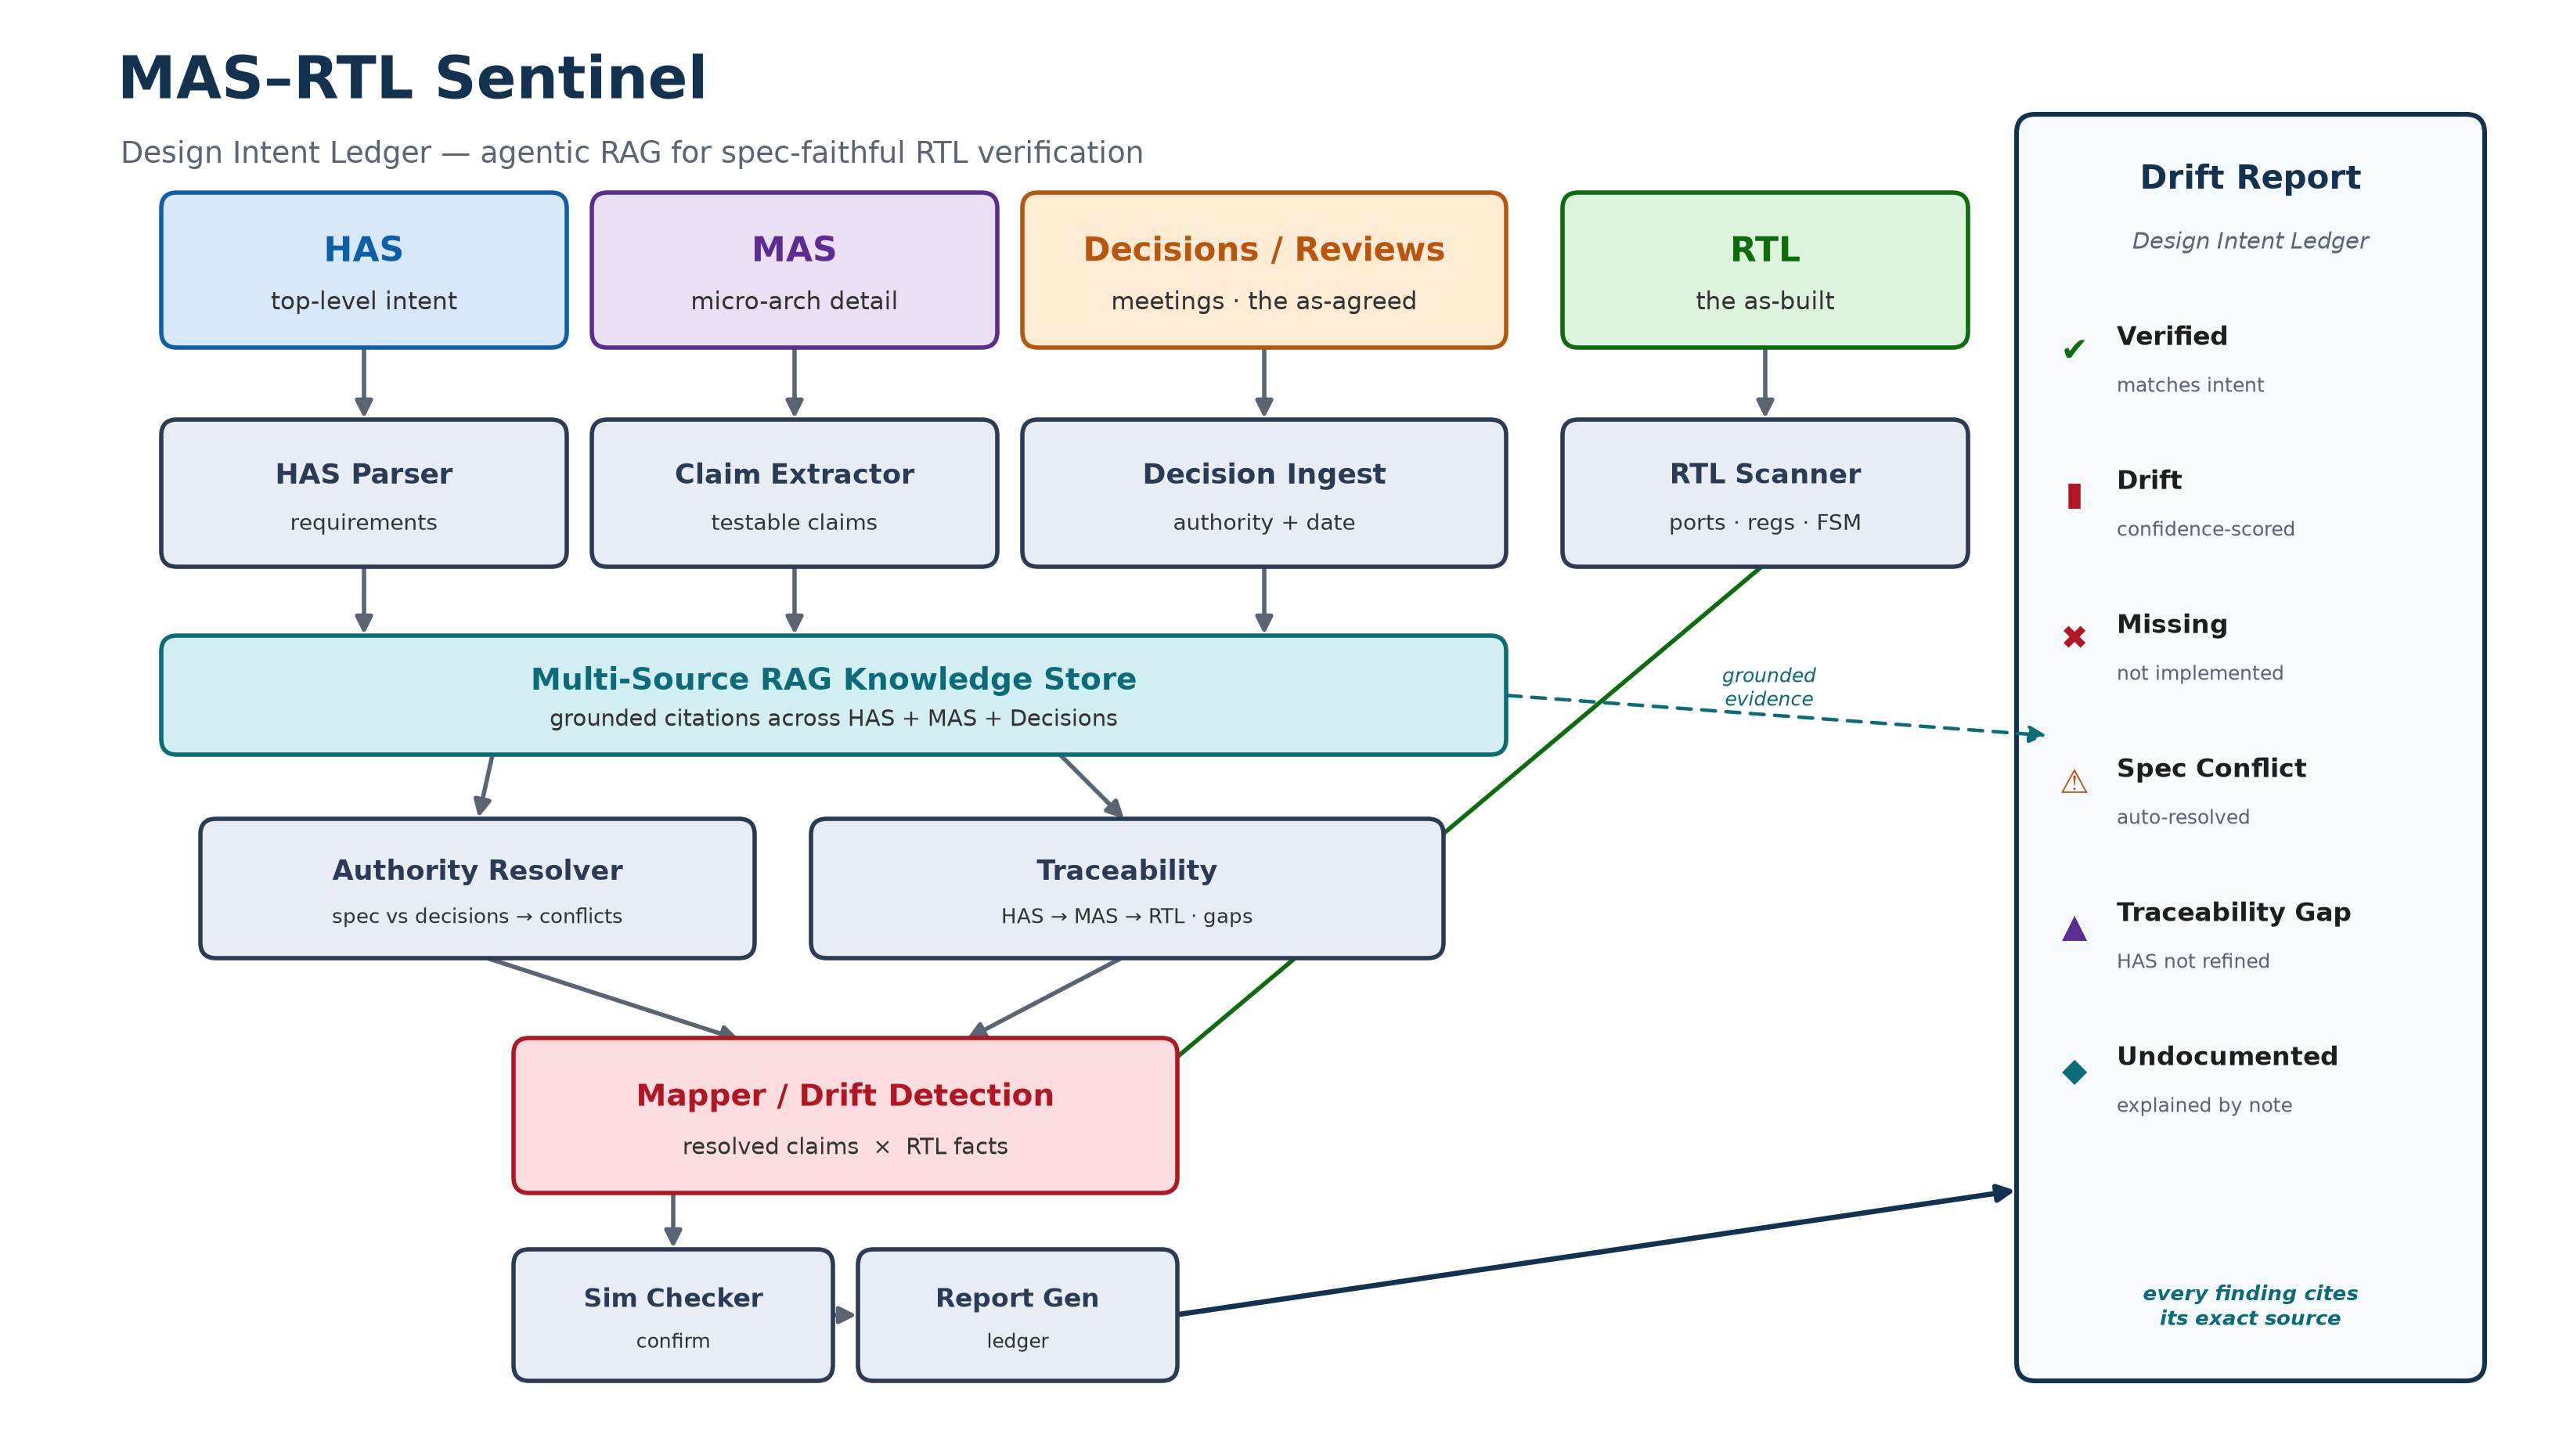 MAS–RTL Sentinel
Design Intent Ledger — agentic RAG for spec-faithful RTL verification
HAS
top-level intent
MAS
micro-arch detail
Decisions / Reviews
meetings · the as-agreed
RTL
the as-built
HAS Parser
requirements
Claim Extractor
testable claims
Decision Ingest
authority + date
RTL Scanner
ports · regs · FSM
Multi-Source RAG Knowledge Store
grounded citations across HAS + MAS + Decisions
grounded
evidence
Authority Resolver
spec vs decisions → conflicts
Traceability
HAS → MAS → RTL · gaps
Mapper / Drift Detection
resolved claims × RTL facts
Sim Checker
confirm
Report Gen
ledger
Drift Report
Design Intent Ledger
✔ Verified
matches intent
Drift
confidence-scored
✖ Missing
not implemented
⚠ Spec Conflict
auto-resolved
▲ Traceability Gap
HAS not refined
◆ Undocumented
explained by note
every finding cites
its exact source